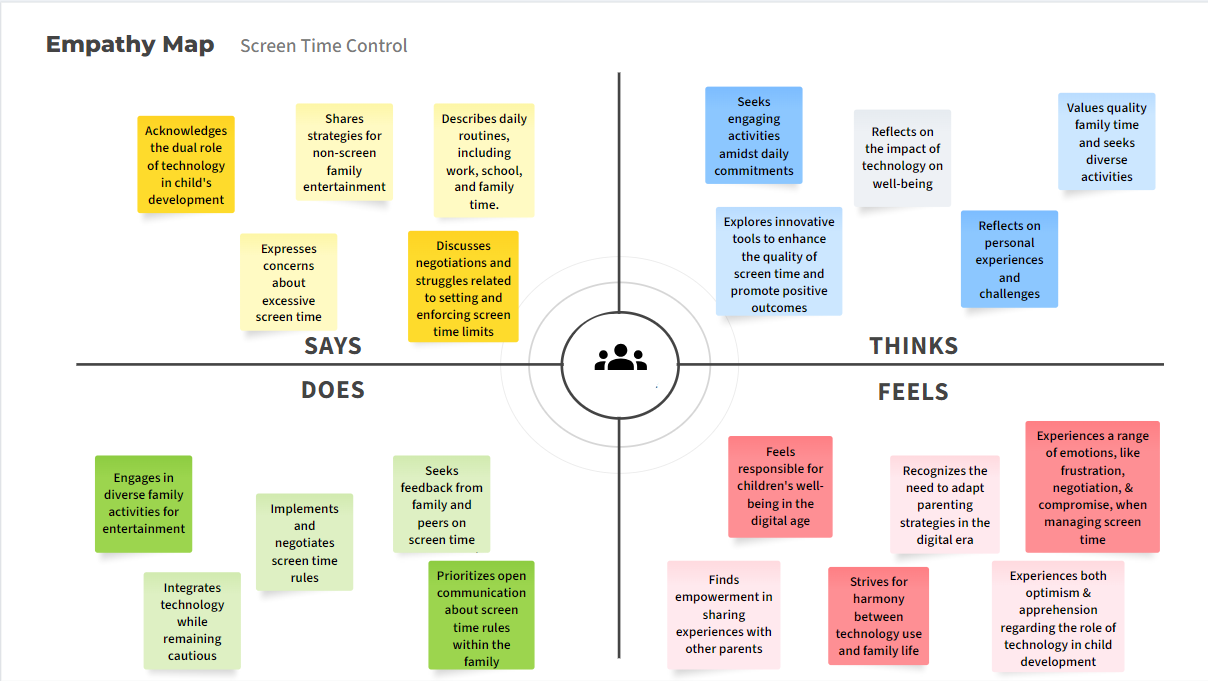 Empathy Map
Screen Time Control
Acknowledges
the dual role
of technology
in child's
development
Shares
strategies for
non-screen
family
entertainment
Describes daily
routines,
including
work, school,
and family
time.
Expresses
concerns
about
excessive
screen time
Discusses
negotiations and
struggles related
to setting and
enforcing screen
time limits
SAYS
Seeks
engaging
activities
amidst daily
commitments
Reflects on
the impact of
technology on
well-being
Values quality
family time
and seeks
diverse
activities
Explores innovative
tools to enhance
the quality of
screen time and
promote positive
outcomes
Reflects on
personal
experiences
and
challenges
THINKS
DOES
Engages in
diverse family
activities for
entertainment
Implements
and
negotiates
screen time
rules
Seeks
feedback from
family and
peers on
screen time
Integrates
technology
while
remaining
cautious
Prioritizes open
communication
about screen
time rules
within the
family
FEELS
Feels
responsible for
children's well-
being in the
digital age
Recognizes the
need to adapt
parenting
strategies in the
digital era
Experiences a range
of emotions, like
frustration,
negotiation, &
compromise, when
managing screen
time
Finds
empowerment in
sharing
experiences with
other parents
Strives for
harmony
between
technology use
and family life
Experiences both
optimism &
apprehension
regarding the role of
technology in child
development